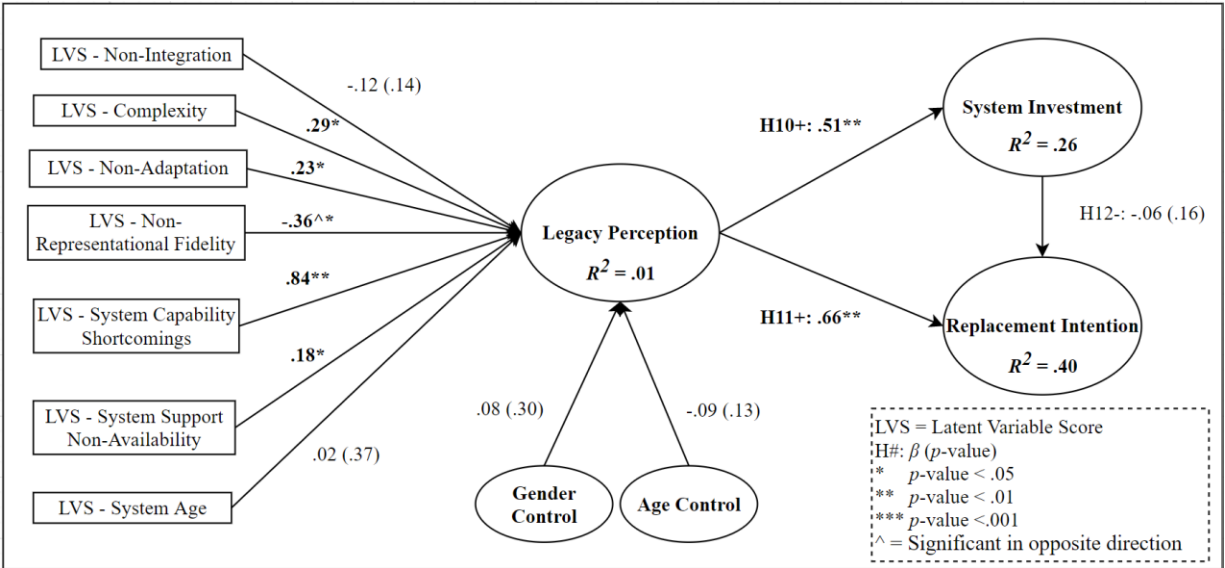 LVS - Non-Integration
LVS - Complexity
LVS - Non-Adaptation
LVS - Non-
Representational Fidelity
LVS - System Capability
Shortcomings
LVS - System Support
Non-Availability
LVS - System Age
-.12 (.14)
.29*
.23*
-.36^*
.84**
.18*
.02 (.37)
Legacy Perception
R² = .01
.08 (.30)
-.09 (.13)
Gender
Control
Age Control
H10+: .51**
H11+: .66**
System Investment
R² = .26
H12-: -.06 (.16)
Replacement Intention
R² = .40
LVS = Latent Variable Score
H#: β (p-value)
* p-value < .05
** p-value < .01
*** p-value <.001
^ = Significant in opposite direction